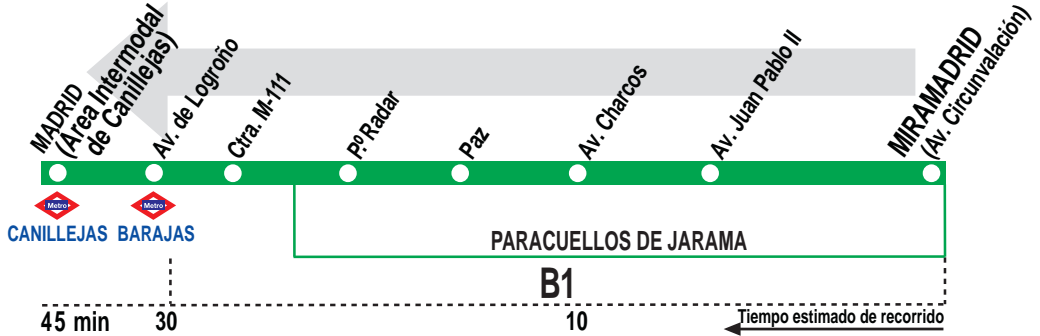 MADRID
(Área Intermodal
de Canillejas)
Av. de Logroño
Ctra. M-111
Pº Radar
Paz
Av. Charcos
Av. Juan Pablo II
MIRAMADRID
(Av. Circunvalación)
Metro
Metro
CANILLEJAS
BARAJAS
PARACUELLOS DE JARAMA
B1
45 min
30
10
Tiempo estimado de recorrido